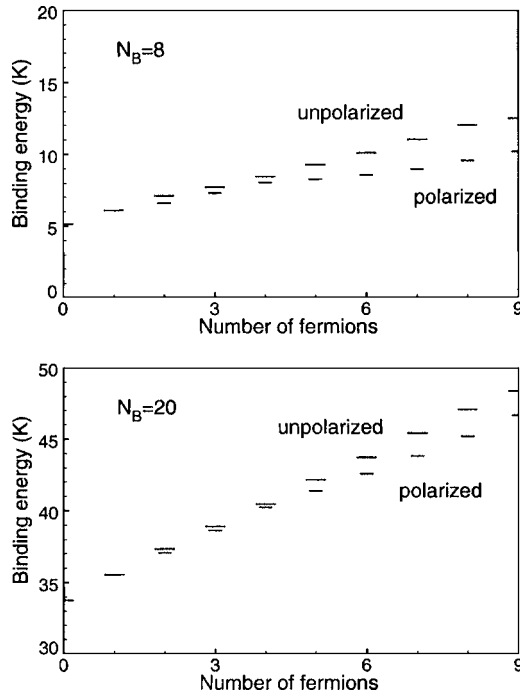 20
N_B=8
15
unpolarized
10
polarized
5
0
Binding energy (K)
0 3 6 9
Number of fermions
50
N_B=20
45
unpolarized
polarized
40
35
30
Binding energy (K)
0 3 6 9
Number of fermions